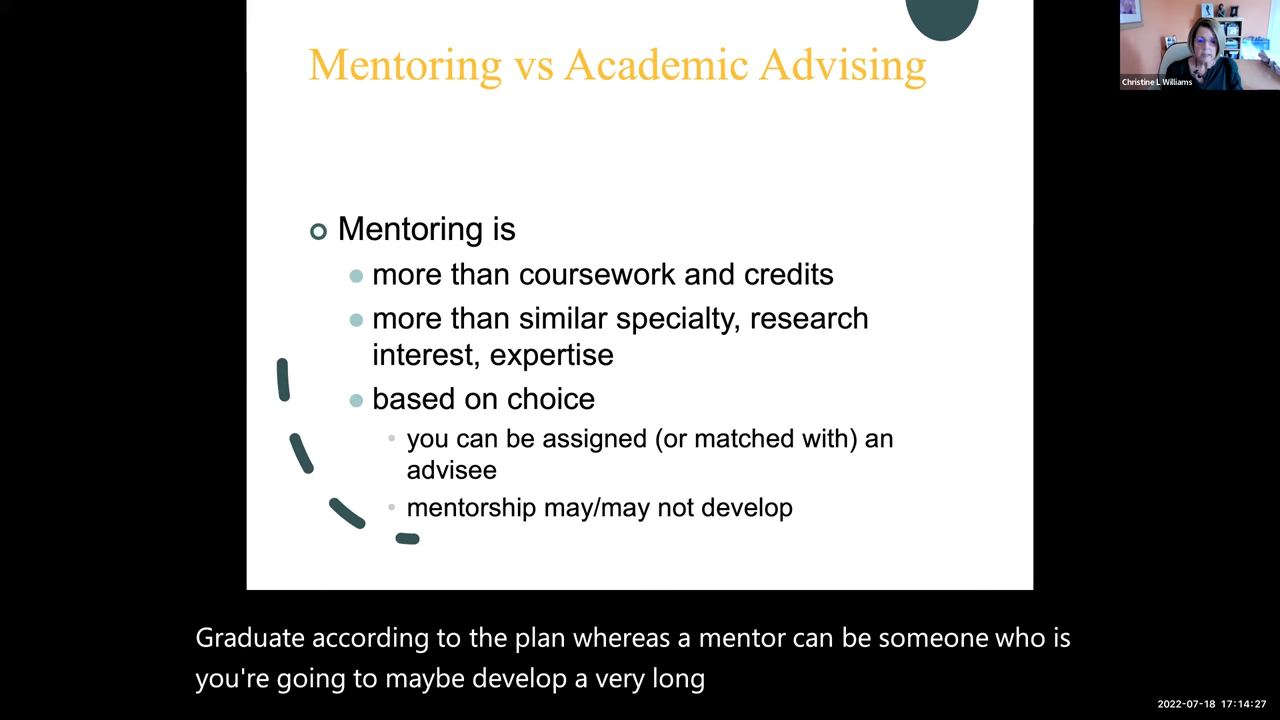 Mentoring vs Academic Advising
Christine L Williams
Mentoring is
more than coursework and credits
more than similar specialty, research
interest, expertise
based on choice
you can be assigned (or matched with) an
advisee
mentorship may/may not develop
Graduate according to the plan whereas a mentor can be someone who is
you're going to maybe develop a very long
2022-07-18 17:14:27